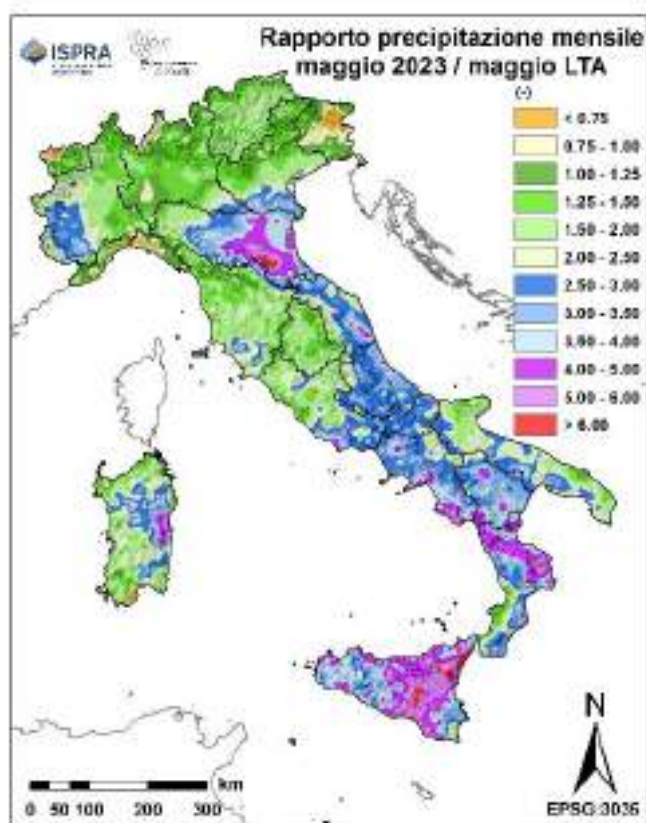 ISPRA
Rapporto precipitazione mensile
maggio 2023 / maggio LTA
(-)
< 0.75
0.75 - 1.00
1.00 - 1.25
1.25 - 1.50
1.50 - 2.00
2.00 - 2.50
2.50 - 3.00
3.00 - 3.50
3.50 - 4.00
4.00 - 5.00
5.00 - 6.00
> 6.00
N
km
0 50 100 200 300
EPSG:3035